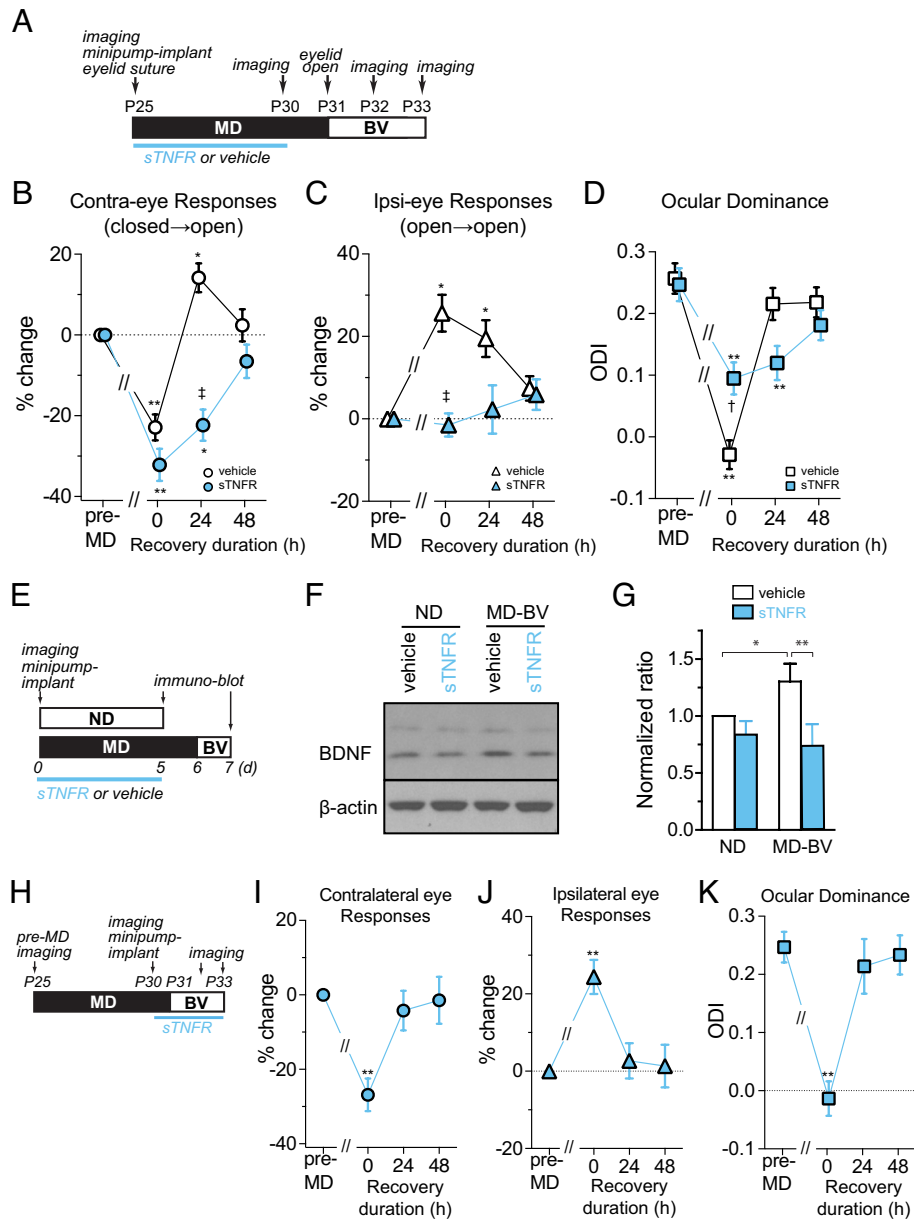 A
imaging
minipump-implant
eyelid suture
imaging
eyelid
open
imaging
imaging
P25
P30
P31
P32
P33
MD
BV
sTNFR or vehicle
B
Contra-eye Responses
(closed→open)
% change
20
0
-20
-40
//
//
**
*
‡
*
**
vehicle
sTNFR
pre-
MD
0
24
48
Recovery duration (h)
C
Ipsi-eye Responses
(open→open)
% change
40
20
0
-20
//
//
*
*
‡
vehicle
sTNFR
pre-
MD
0
24
48
Recovery duration (h)
D
Ocular Dominance
ODI
0.3
0.2
0.1
0.0
-0.1
//
//
//
**
†
**
**
vehicle
sTNFR
pre-
MD
0
24
48
Recovery duration (h)
E
imaging
minipump-
implant
immuno-blot
ND
MD
BV
0
5
6
7 (d)
sTNFR or vehicle
F
ND
MD-BV
vehicle
sTNFR
vehicle
sTNFR
BDNF
β-actin
G
vehicle
sTNFR
Normalized ratio
1.5
1.0
0.5
0.0
*
**
ND
MD-BV
H
pre-MD
imaging
imaging
minipump-
implant
imaging
P25
P30
P31
P33
MD
BV
sTNFR
I
Contralateral eye
Responses
% change
20
0
-20
-40
//
//
**
pre-
MD
0
24
48
Recovery
duration (h)
J
Ipsilateral eye
Responses
% change
40
20
0
-20
//
//
**
pre-
MD
0
24
48
Recovery
duration (h)
K
Ocular Dominance
ODI
0.3
0.2
0.1
0.0
-0.1
//
//
**
pre-
MD
0
24
48
Recovery
duration (h)